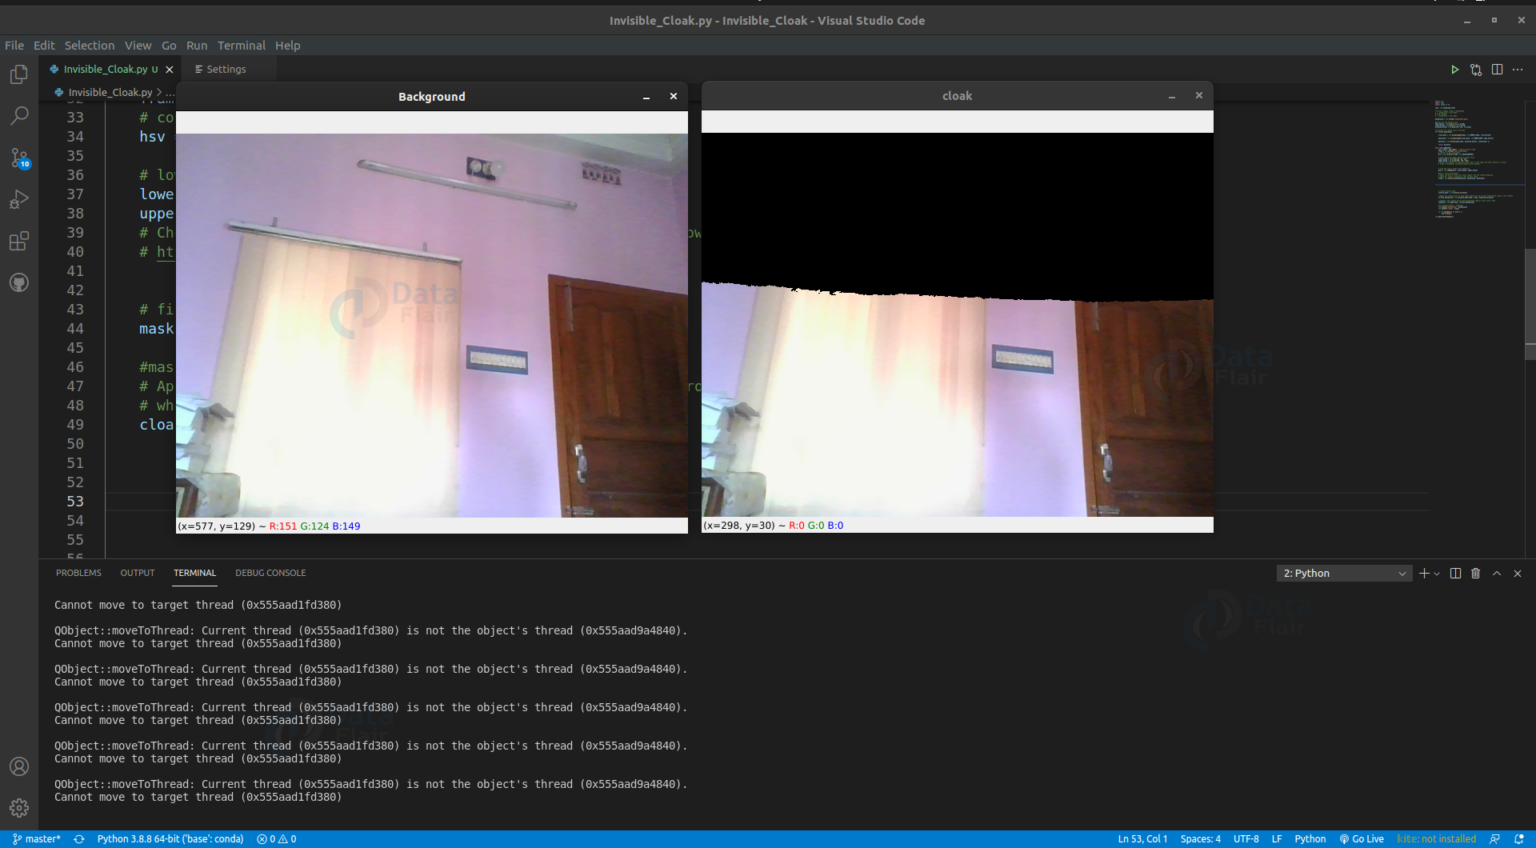 Invisible_Cloak.py - Invisible_Cloak - Visual Studio Code
File Edit Selection View Go Run Terminal Help
Invisible_Cloak.py U Settings
Invisible_Cloak.py > ...
Background
cloak
33 # co
34 hsv
35
36 # lo
37 lowe
38 uppe
39 # Ch
40 # ht
41
42
43 # fi
44 mask
45
46 #mas
47 # Ap
48 # wh
49 cloa
50
51
52
53
54
55
56
Data Flair
Data Flair
(x=577, y=129) ~ R:151 G:124 B:149
(x=298, y=30) ~ R:0 G:0 B:0
10
PROBLEMS OUTPUT TERMINAL DEBUG CONSOLE 2: Python
Cannot move to target thread (0x555aad1fd380)
QObject::moveToThread: Current thread (0x555aad1fd380) is not the object's thread (0x555aad9a4840).
Cannot move to target thread (0x555aad1fd380)
QObject::moveToThread: Current thread (0x555aad1fd380) is not the object's thread (0x555aad9a4840).
Cannot move to target thread (0x555aad1fd380)
QObject::moveToThread: Current thread (0x555aad1fd380) is not the object's thread (0x555aad9a4840).
Cannot move to target thread (0x555aad1fd380)
QObject::moveToThread: Current thread (0x555aad1fd380) is not the object's thread (0x555aad9a4840).
Cannot move to target thread (0x555aad1fd380)
QObject::moveToThread: Current thread (0x555aad1fd380) is not the object's thread (0x555aad9a4840).
Cannot move to target thread (0x555aad1fd380)
Data Flair
Data Flair
master* Python 3.8.8 64-bit ('base': conda) 0 0 Ln 53, Col 1 Spaces: 4 UTF-8 LF Python Go Live kite: not installed